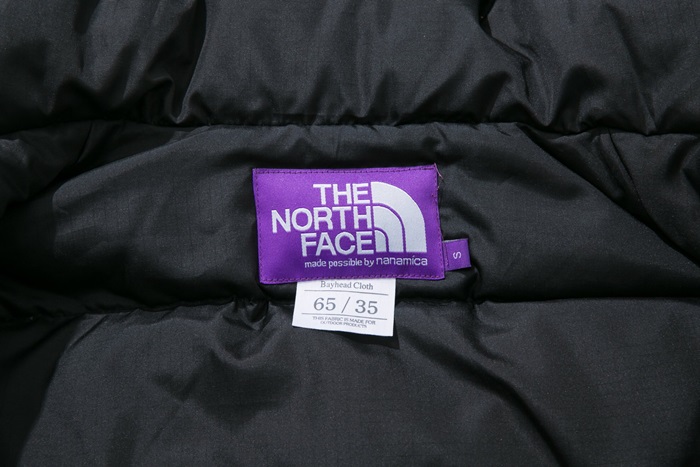 THE
NORTH
FACE
made possible by nanamica
S
Bayhead Cloth
65 / 35
THIS FABRIC IS MADE FOR
OUTDOOR PRODUCTS